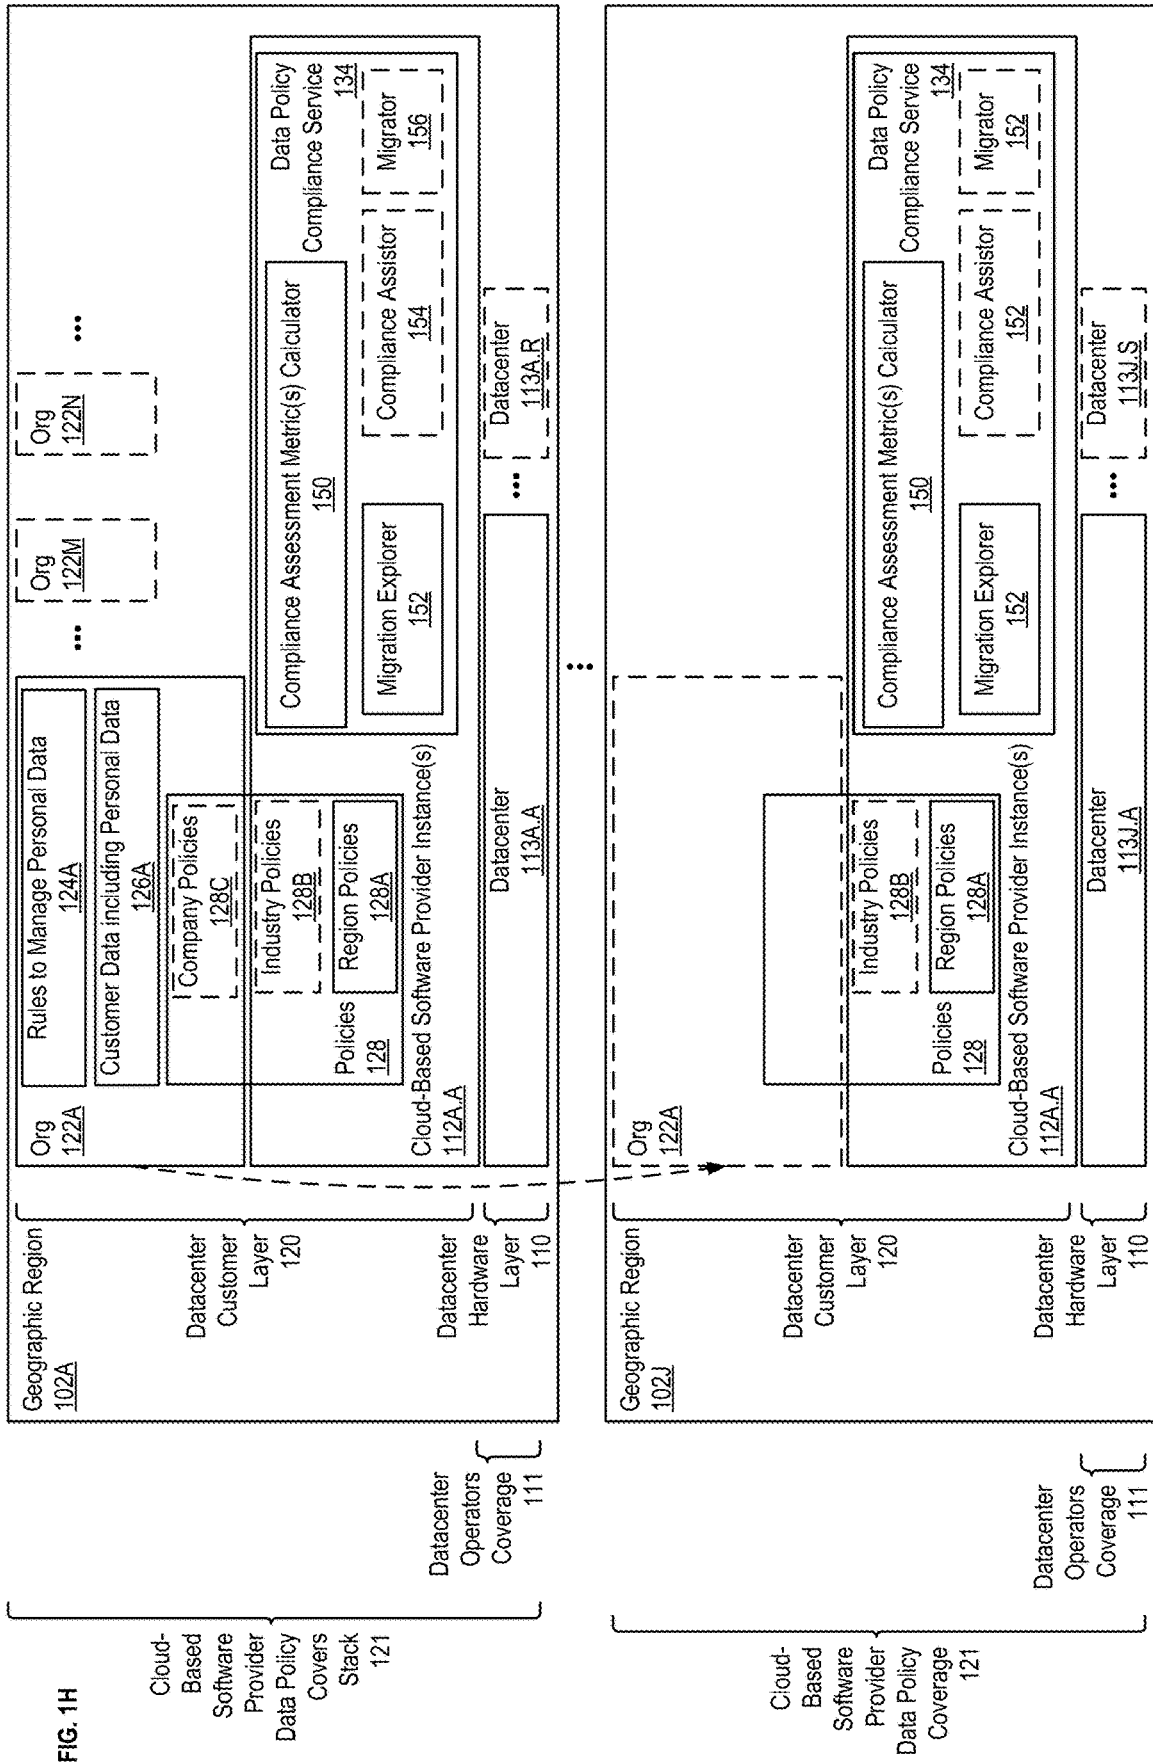 FIG. 1H
Cloud-
Based
Software
Provider
Data Policy
Covers
Stack
121
Datacenter
Operators
Coverage
111
Geographic Region
102A
Datacenter
Customer
Layer
120
Datacenter
Hardware
Layer
110
Org
122A
Rules to Manage Personal Data
124A
Customer Data including Personal Data
126A
Company Policies
128C
Industry Policies
128B
Region Policies
128A
Policies
128
Cloud-Based Software Provider Instance(s)
112A.A
•••
Org
122M
Org
122N
•••
Data Policy
Compliance Service
134
Compliance Assessment Metric(s) Calculator
150
Migration Explorer
152
Compliance Assistor
154
Migrator
156
Datacenter
113A.A
•••
Datacenter
113A.R
•••
Cloud-
Based
Software
Provider
Data Policy
Coverage
121
Datacenter
Operators
Coverage
111
Geographic Region
102J
Datacenter
Customer
Layer
120
Datacenter
Hardware
Layer
110
Org
122A
Industry Policies
128B
Region Policies
128A
Policies
128
Cloud-Based Software Provider Instance(s)
112A.A
Data Policy
Compliance Service
134
Compliance Assessment Metric(s) Calculator
150
Migration Explorer
152
Compliance Assistor
152
Migrator
152
Datacenter
113J.A
•••
Datacenter
113J.S